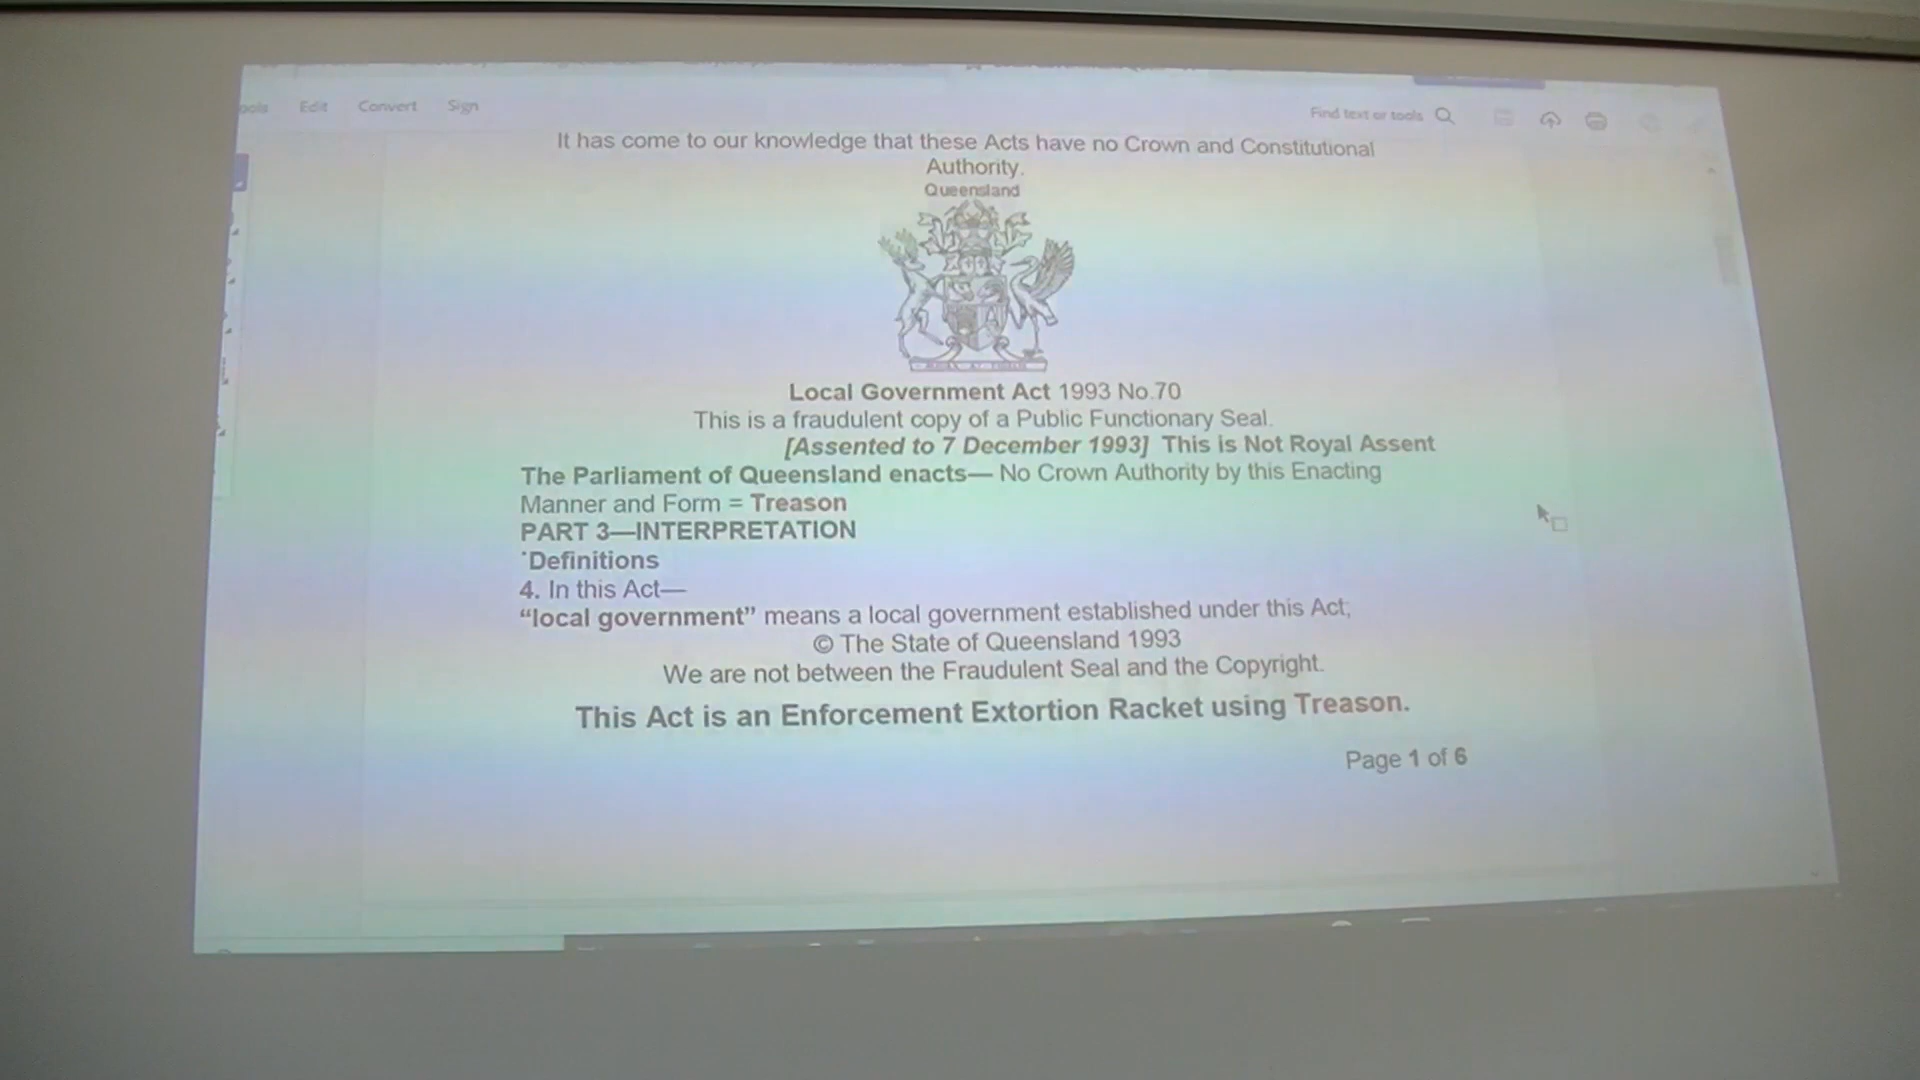 Edit Convert Sign
Find text or tools
It has come to our knowledge that these Acts have no Crown and Constitutional
Authority.
Queensland
Local Government Act 1993 No.70
This is a fraudulent copy of a Public Functionary Seal.
[Assented to 7 December 1993] This is Not Royal Assent
The Parliament of Queensland enacts— No Crown Authority by this Enacting
Manner and Form = Treason
PART 3—INTERPRETATION
˙Definitions
4. In this Act—
“local government” means a local government established under this Act;
© The State of Queensland 1993
We are not between the Fraudulent Seal and the Copyright.
This Act is an Enforcement Extortion Racket using Treason.
Page 1 of 6